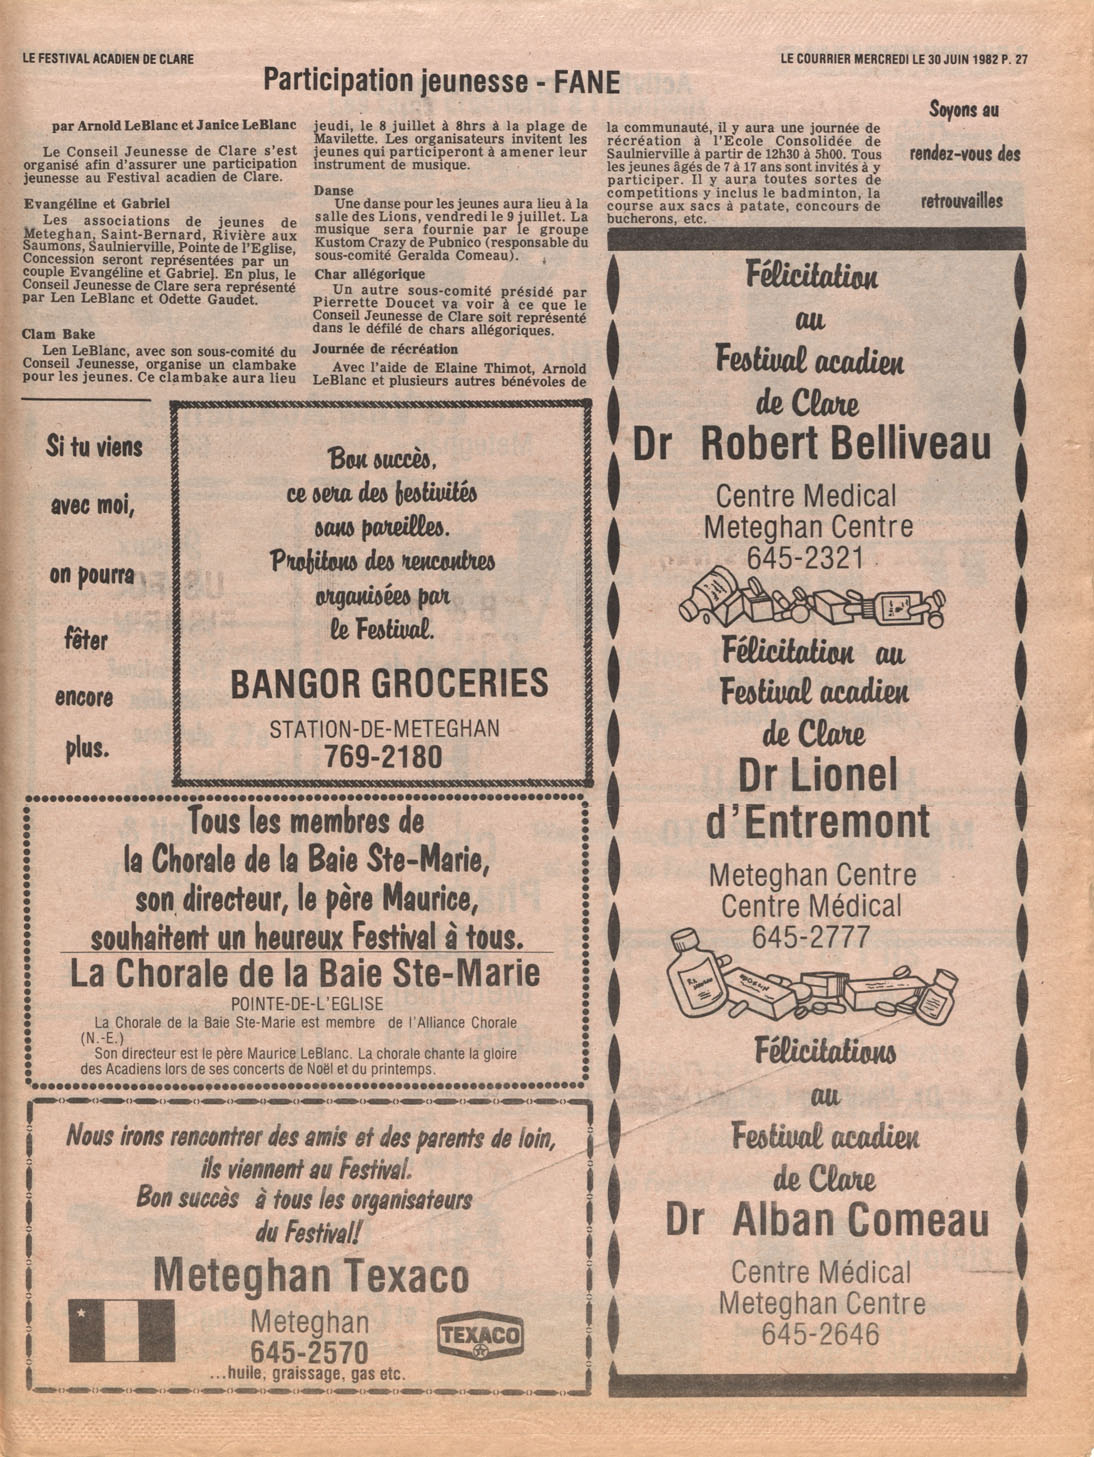 LE FESTIVAL ACADIEN DE CLARE
LE COURRIER MERCREDI LE 30 JUIN 1982 P. 27
Participation jeunesse - FANE
par Arnold LeBlanc et Janice LeBlanc
Le Conseil Jeunesse de Clare s'est
organisé afin d'assurer une participation
jeunesse au Festival acadien de Clare.
Evangéline et Gabriel
Les associations de jeunes de
Meteghan, Saint-Bernard, Rivière aux
Saumons, Saulnierville, Pointe de l'Eglise,
Concession seront représentées par un
couple Evangéline et Gabriel. En plus, le
Conseil Jeunesse de Clare sera représenté
par Len LeBlanc et Odette Gaudet.
Clam Bake
Len LeBlanc, avec son sous-comité du
Conseil Jeunesse, organise un clambake
pour les jeunes. Ce clambake aura lieu
jeudi, le 8 juillet à 8hrs à la plage de
Mavilette. Les organisateurs invitent les
jeunes qui participeront à amener leur
instrument de musique.
Danse
Une danse pour les jeunes aura lieu à la
salle des Lions, vendredi le 9 juillet. La
musique sera fournie par le groupe
Kustom Crazy de Pubnico (responsable du
sous-comité Geralda Comeau).
Char allégorique
Un autre sous-comité présidé par
Pierrette Doucet va voir à ce que le
Conseil Jeunesse de Clare soit représenté
dans le défilé de chars allégoriques.
Journée de récréation
Avec l'aide de Elaine Thimot, Arnold
LeBlanc et plusieurs autres bénévoles de
la communauté, il y aura une journée de
récréation à l'Ecole Consolidée de
Saulnierville à partir de 12h30 à 5h00. Tous
les jeunes âgés de 7 à 17 ans sont invités à y
participer. Il y aura toutes sortes de
competitions y inclus le badminton, la
course aux sacs à patate, concours de
bucherons, etc.
Soyons au
rendez-vous des
retrouvailles
Si tu viens
avec moi,
on pourra
fêter
encore
plus.
Bon succès,
ce sera des festivités
sans pareilles.
Profitons des rencontres
organisées par
le Festival.
BANGOR GROCERIES
STATION-DE-METEGHAN
769-2180
Tous les membres de
la Chorale de la Baie Ste-Marie,
son directeur, le père Maurice,
souhaitent un heureux Festival à tous.
La Chorale de la Baie Ste-Marie
POINTE-DE-L'EGLISE
La Chorale de la Baie Ste-Marie est membre de l'Alliance Chorale
(N.-E.)
Son directeur est le père Maurice LeBlanc. La chorale chante la gloire
des Acadiens lors de ses concerts de Noël et du printemps.
Nous irons rencontrer des amis et des parents de loin,
ils viennent au Festival.
Bon succès à tous les organisateurs
du Festival!
Meteghan Texaco
Meteghan
645-2570
...huile, graissage, gas etc.
TEXACO
Félicitation
au
Festival acadien
de Clare
Dr Robert Belliveau
Centre Medical
Meteghan Centre
645-2321
Félicitation au
Festival acadien
de Clare
Dr Lionel
d'Entremont
Meteghan Centre
Centre Médical
645-2777
Félicitations
au
Festival acadien
de Clare
Dr Alban Comeau
Centre Médical
Meteghan Centre
645-2646